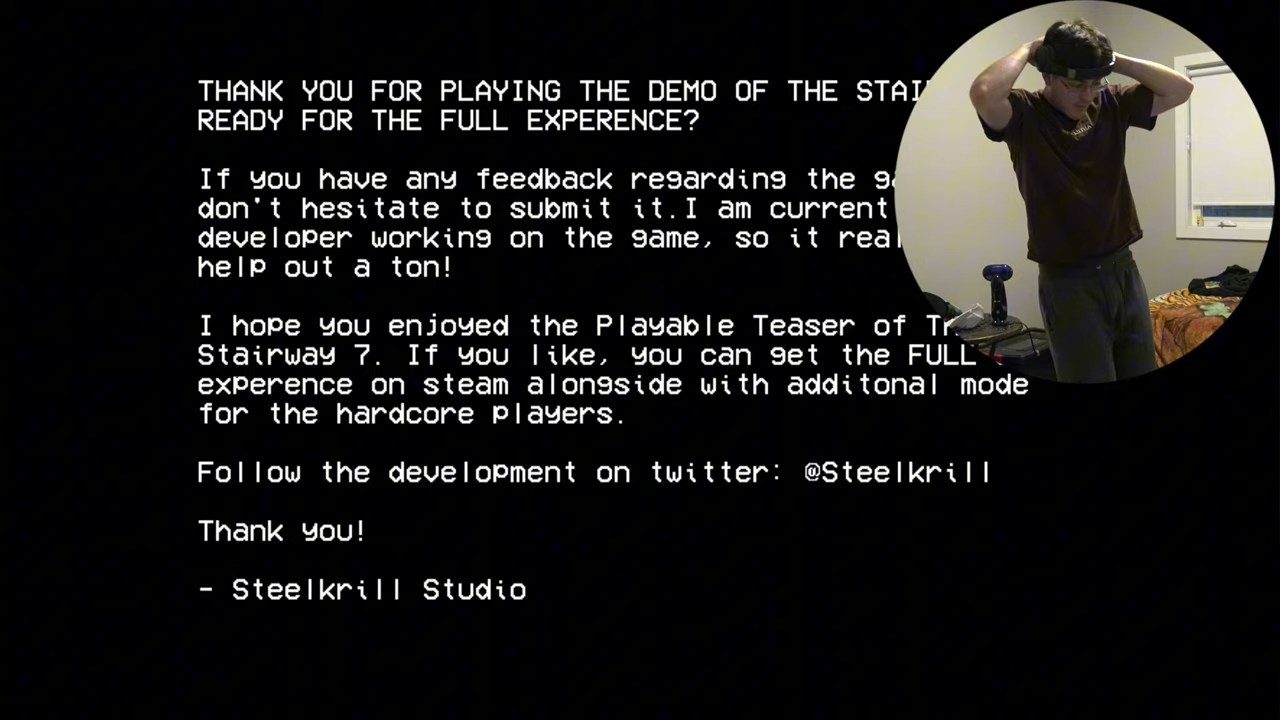 THANK YOU FOR PLAYING THE DEMO OF THE
READY FOR THE FULL EXPERENCE?
If you have any feedback regarding the
don't hesitate to submit it.I am current
developer working on the game, so it
help out a ton!
I hope you enjoyed the Playable Teaser of
Stairway 7. If you like, you can get the FULL
experence on steam alongside with additonal mode
for the hardcore players.
Follow the development on twitter: @Steelkrill
Thank you!
- Steelkrill Studio